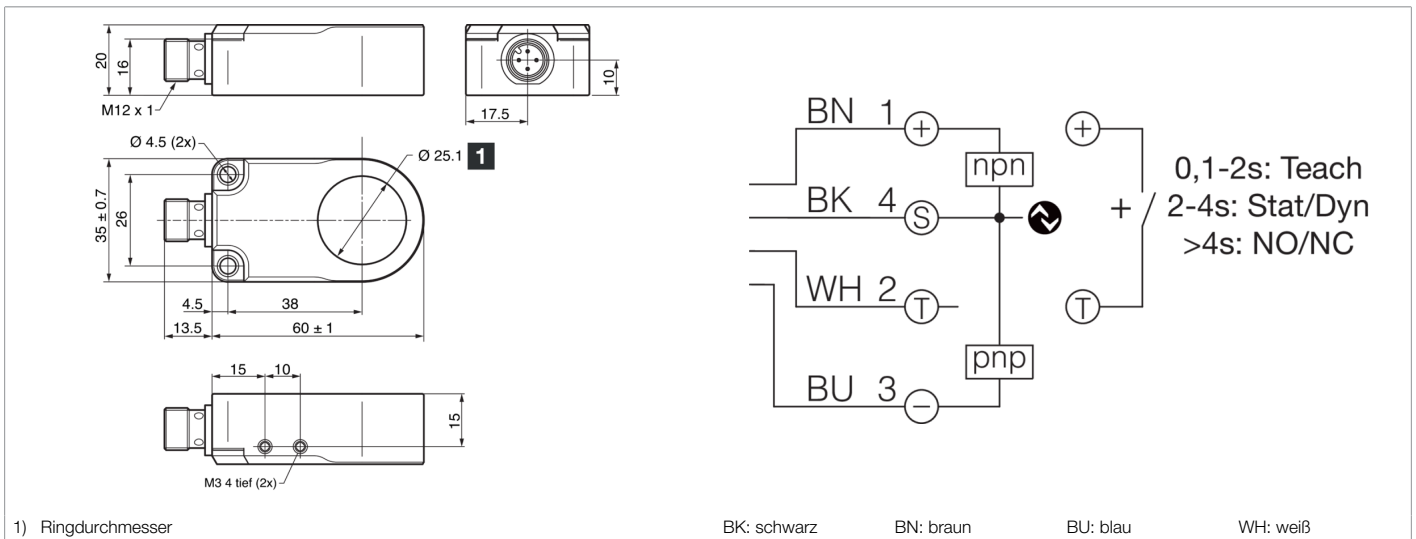 20
16
M12 x 1
10
17.5
Ø 4.5 (2x)
Ø 25.1 1
35 ± 0.7
26
4.5
38
13.5
60 ± 1
15
10
15
M3 4 tief (2x)
BN 1 +
npn
BK 4 S
WH 2 T
pnp
BU 3 −
+
+
T
0,1-2s: Teach
2-4s: Stat/Dyn
>4s: NO/NC
1) Ringdurchmesser
BK: schwarz BN: braun BU: blau WH: weiß